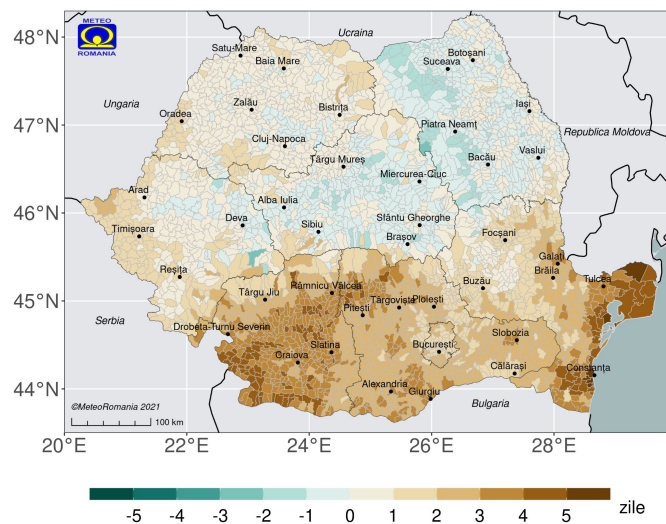 48°N
47°N
46°N
45°N
44°N
METEO
ROMANIA
Ucraina
Satu-Mare
Baia Mare
Botoșani
Suceava
Ungaria
Zalău
Bistrița
Iași
Oradea
Piatra Neamț
Republica Moldova
Cluj-Napoca
Târgu Mureș
Bacău
Vaslui
Miercurea-Ciuc
Arad
Alba Iulia
Timișoara
Deva
Sibiu
Sfântu Gheorghe
Brașov
Focșani
Reșița
Galați
Brăila
Tulcea
Târgu Jiu
Râmnicu Vâlcea
Buzău
Pitești
Târgoviște
Ploiești
Serbia
Drobeta-Turnu Severin
Slatina
București
Slobozia
Craiova
Călărași
Constanța
Alexandria
Giurgiu
Bulgaria
©MeteoRomania 2021
100 km
20°E 22°E 24°E 26°E 28°E
-5 -4 -3 -2 -1 0 1 2 3 4 5 zile